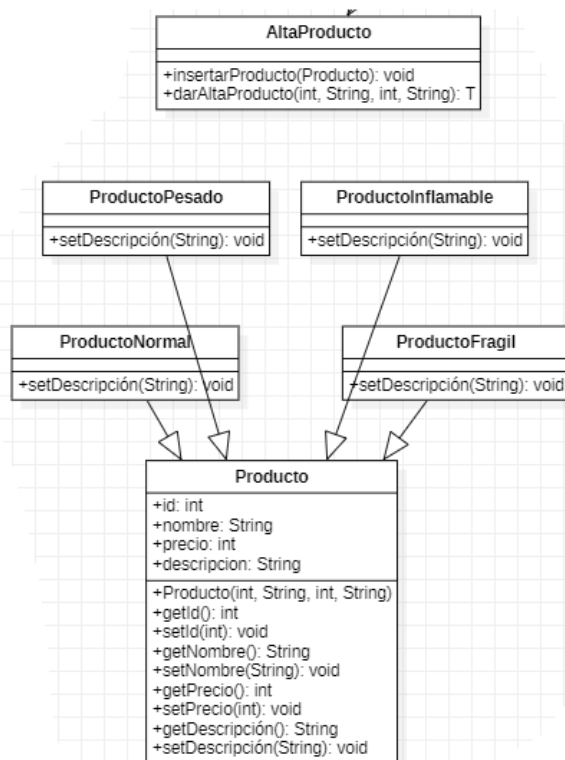 AltaProducto
+insertarProducto(Producto): void
+darAltaProducto(int, String, int, String): T
ProductoPesado
+setDescripción(String): void
ProductoInflamable
+setDescripción(String): void
ProductoNormal
+setDescripción(String): void
ProductoFragil
+setDescripción(String): void
Producto
+id: int
+nombre: String
+precio: int
+descripcion: String
+Producto(int, String, int, String)
+getId(): int
+setId(int): void
+getNombre(): String
+setNombre(String): void
+getPrecio(): int
+setPrecio(int): void
+getDescripción(): String
+setDescripción(String): void